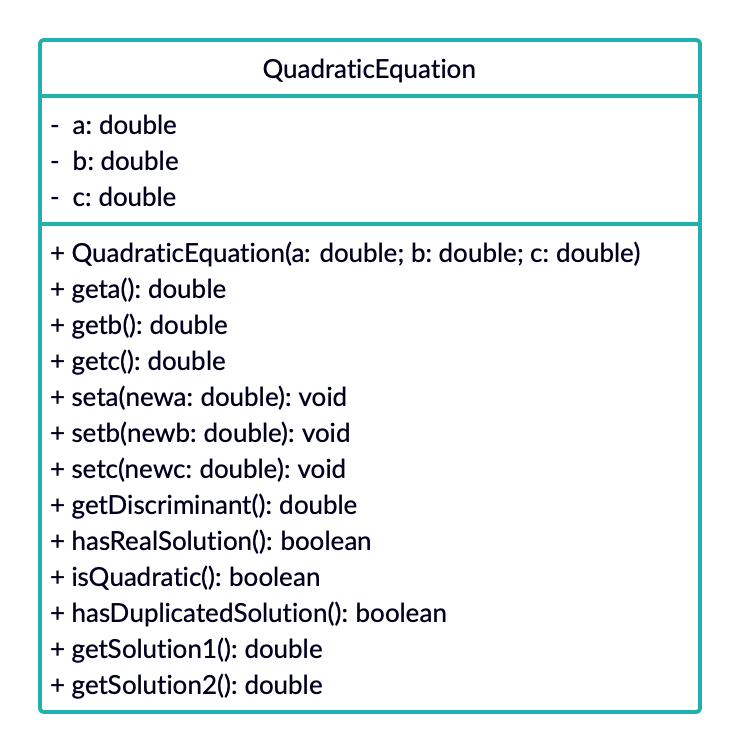 QuadraticEquation
- a: double
- b: double
- c: double
+ QuadraticEquation(a: double; b: double; c: double)
+ geta(): double
+ getb(): double
+ getc(): double
+ seta(newa: double): void
+ setb(newb: double): void
+ setc(newc: double): void
+ getDiscriminant(): double
+ hasRealSolution(): boolean
+ isQuadratic(): boolean
+ hasDuplicatedSolution(): boolean
+ getSolution1(): double
+ getSolution2(): double